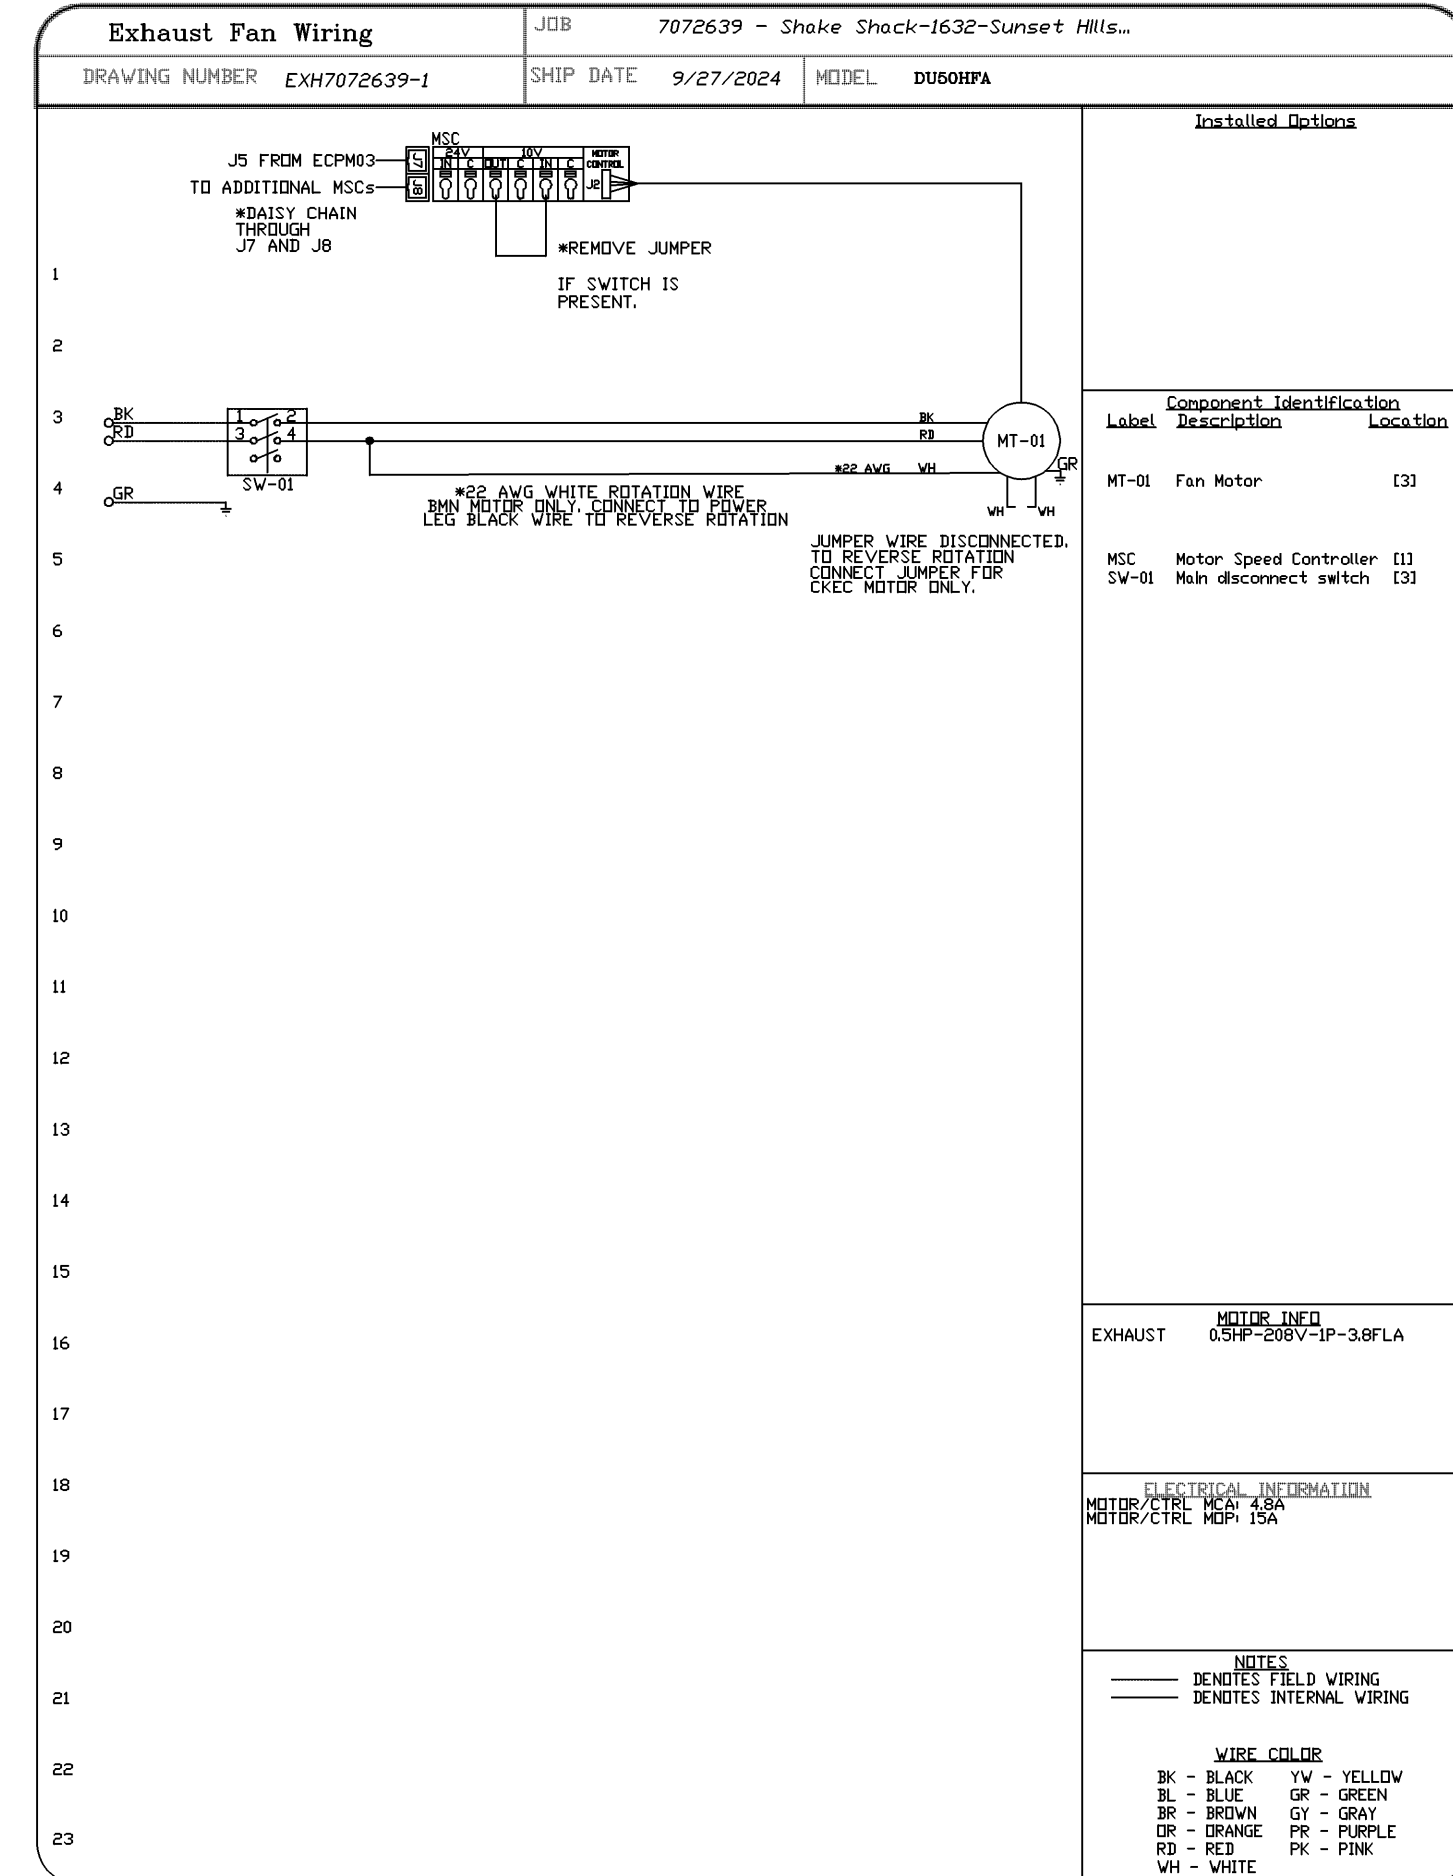 Exhaust Fan Wiring
JOB 7072639 - Shake Shack-1632-Sunset Hills...
DRAWING NUMBER EXH7072639-1
SHIP DATE 9/27/2024
MODEL DU50HFA
MSC
24V 10V MOTOR CONTROL
IN C OUT C IN C
J7
J8
J2
J5 FROM ECPM03
TO ADDITIONAL MSCs
*DAISY CHAIN
THROUGH
J7 AND J8
*REMOVE JUMPER
IF SWITCH IS
PRESENT.
1
2
3
4
5
6
7
8
9
10
11
12
13
14
15
16
17
18
19
20
21
22
23
BK
RD
GR
1 2
3 4
SW-01
BK
RD
*22 AWG WH
MT-01
GR
WH WH
*22 AWG WHITE ROTATION WIRE
BMN MOTOR ONLY. CONNECT TO POWER
LEG BLACK WIRE TO REVERSE ROTATION
JUMPER WIRE DISCONNECTED.
TO REVERSE ROTATION
CONNECT JUMPER FOR
CKEC MOTOR ONLY.
Installed Options
Component Identification
Label Description Location
MT-01 Fan Motor [3]
MSC Motor Speed Controller [1]
SW-01 Main disconnect switch [3]
MOTOR INFO
EXHAUST 0.5HP-208V-1P-3.8FLA
ELECTRICAL INFORMATION
MOTOR/CTRL MCA: 4.8A
MOTOR/CTRL MOP: 15A
NOTES
DENOTES FIELD WIRING
DENOTES INTERNAL WIRING
WIRE COLOR
BK - BLACK YW - YELLOW
BL - BLUE GR - GREEN
BR - BROWN GY - GRAY
OR - ORANGE PR - PURPLE
RD - RED PK - PINK
WH - WHITE